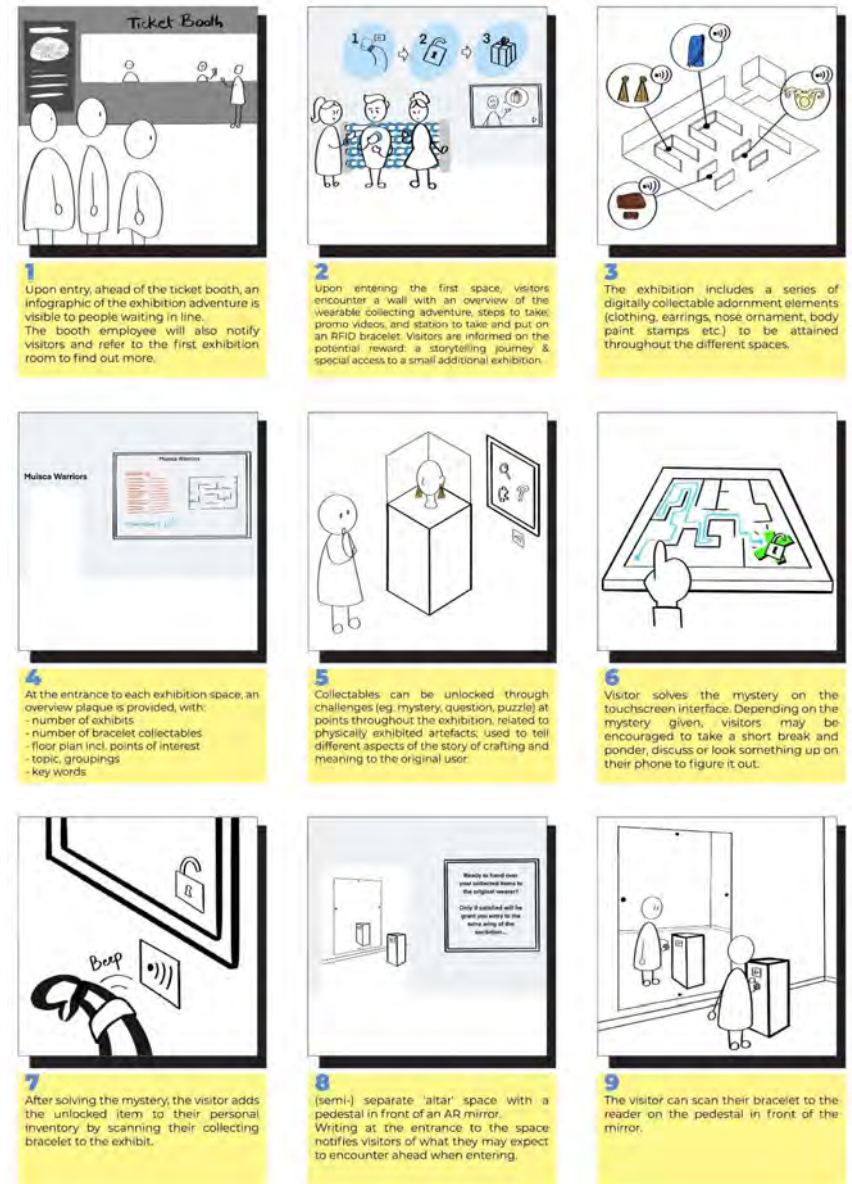 Ticket Booth
1
Upon entry, ahead of the ticket booth, an
infographic of the exhibition adventure is
visible to people waiting in line.
The booth employee will also notify
visitors and refer to the first exhibition
room to find out more.
1 2 3
2
Upon entering the first space, visitors
encounter a wall with an overview of the
wearable collecting adventure, steps to take,
promo videos, and station to take and put on
an RFID bracelet. Visitors are informed on the
potential reward: a storytelling journey &
special access to a small additional exhibition.
3
The exhibition includes a series of
digitally collectable adornment elements
(clothing, earrings, nose ornament, body
paint stamps etc.) to be attained
throughout the different spaces.
Muisca Warriors
Muisca Warriors
4
At the entrance to each exhibition space, an
overview plaque is provided, with:
- number of exhibits
- number of bracelet collectables
- floor plan incl. points of interest
- topic, groupings
- key words
?
5
Collectables can be unlocked through
challenges (eg. mystery, question, puzzle) at
points throughout the exhibition, related to
physically exhibited artefacts; used to tell
different aspects of the story of crafting and
meaning to the original user.
6
Visitor solves the mystery on the
touchscreen interface. Depending on the
mystery given, visitors may be
encouraged to take a short break and
ponder, discuss or look something up on
their phone to figure it out.
Beep
7
After solving the mystery, the visitor adds
the unlocked item to their personal
inventory by scanning their collecting
bracelet to the exhibit.
Ready to hand over
your collected items to
the original wearer?
Only if satisfied will he
grant you entry to the
extra wing of the
exhibition...
8
(semi-) separate 'altar' space with a
pedestal in front of an AR mirror.
Writing at the entrance to the space
notifies visitors of what they may expect
to encounter ahead when entering.
9
The visitor can scan their bracelet to the
reader on the pedestal in front of the
mirror.